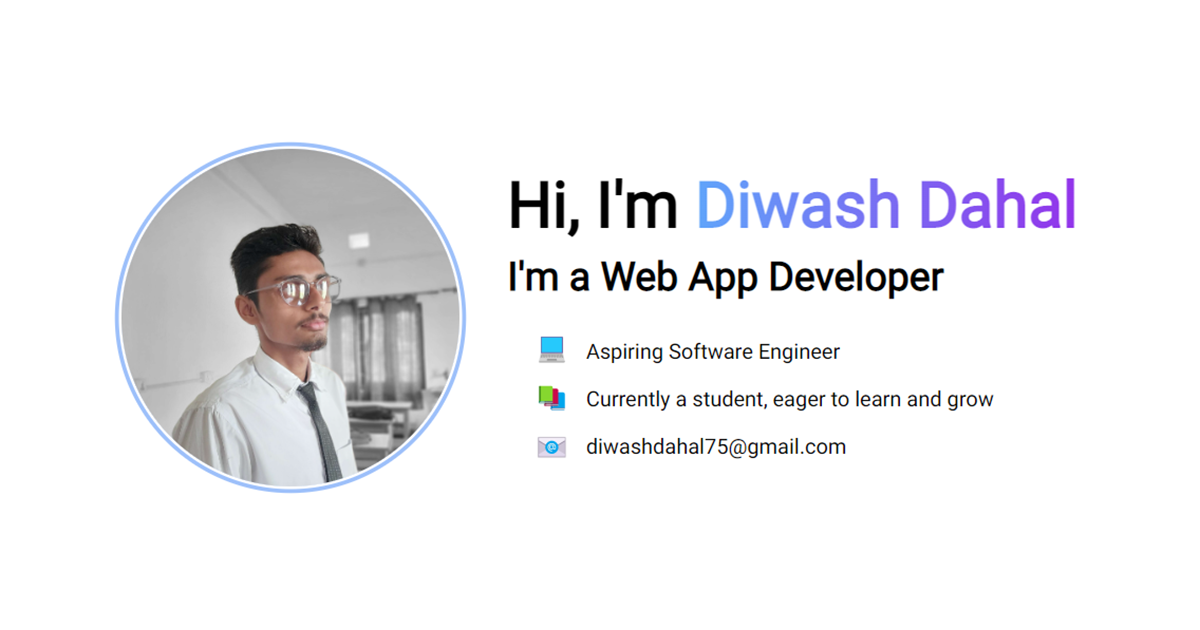 Hi, I'm Diwash Dahal
I'm a Web App Developer
Aspiring Software Engineer
Currently a student, eager to learn and grow
diwashdahal75@gmail.com